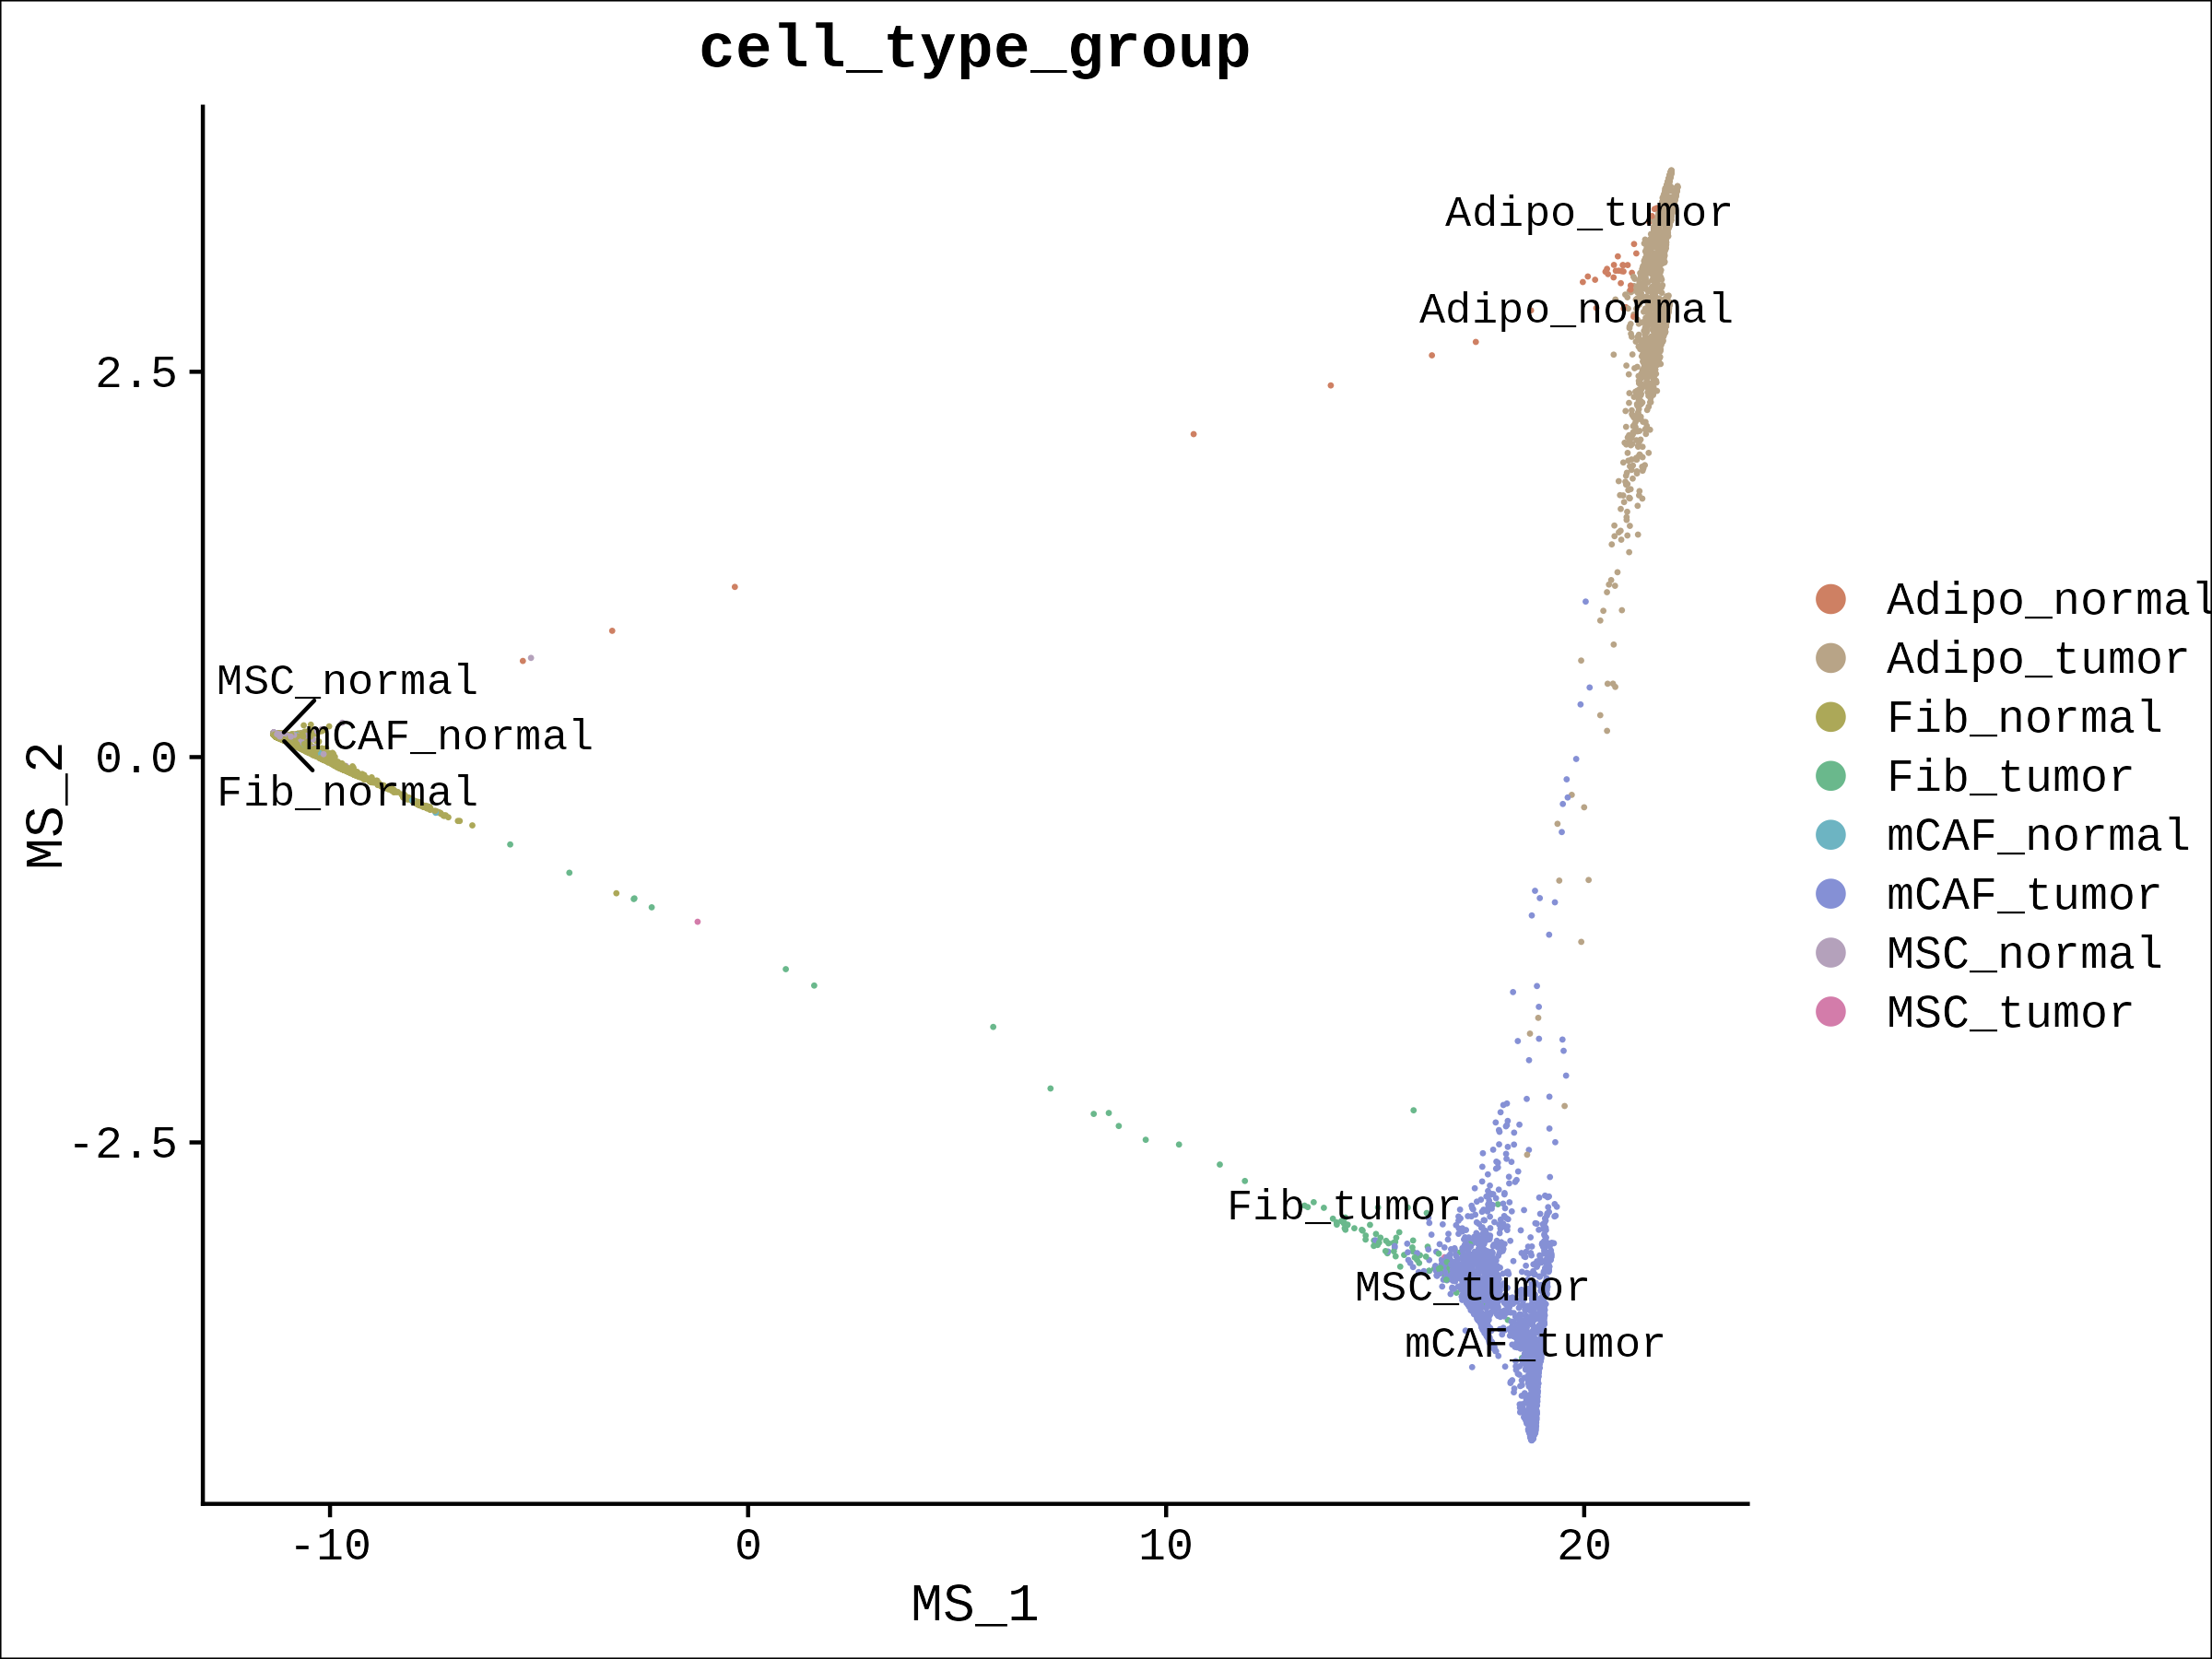 cell_type_group
Adipo_tumor
Adipo_normal
2.5
Adipo_normal
Adipo_tumor
MSC_normal
Fib_normal
mCAF_normal
0.0
Fib_tumor
Fib_normal
MS_2
mCAF_normal
mCAF_tumor
MSC_normal
MSC_tumor
-2.5
Fib_tumor
MSC_tumor
mCAF_tumor
-10
0
10
20
MS_1